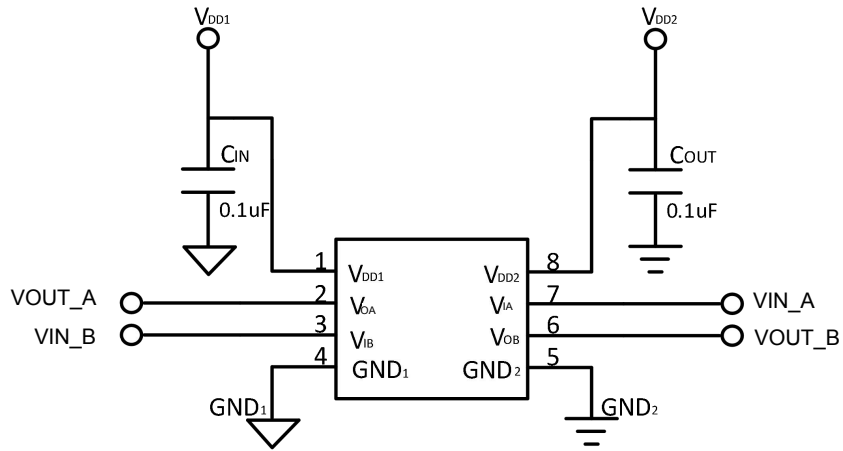 VDD1
VDD2
CIN
COUT
0.1uF
0.1uF
1
VDD1
VDD2
8
VOUT_A
2
VOA
VIA
7
VIN_A
VIN_B
3
VIB
VOB
6
VOUT_B
4
GND1
GND2
5
GND1
GND2